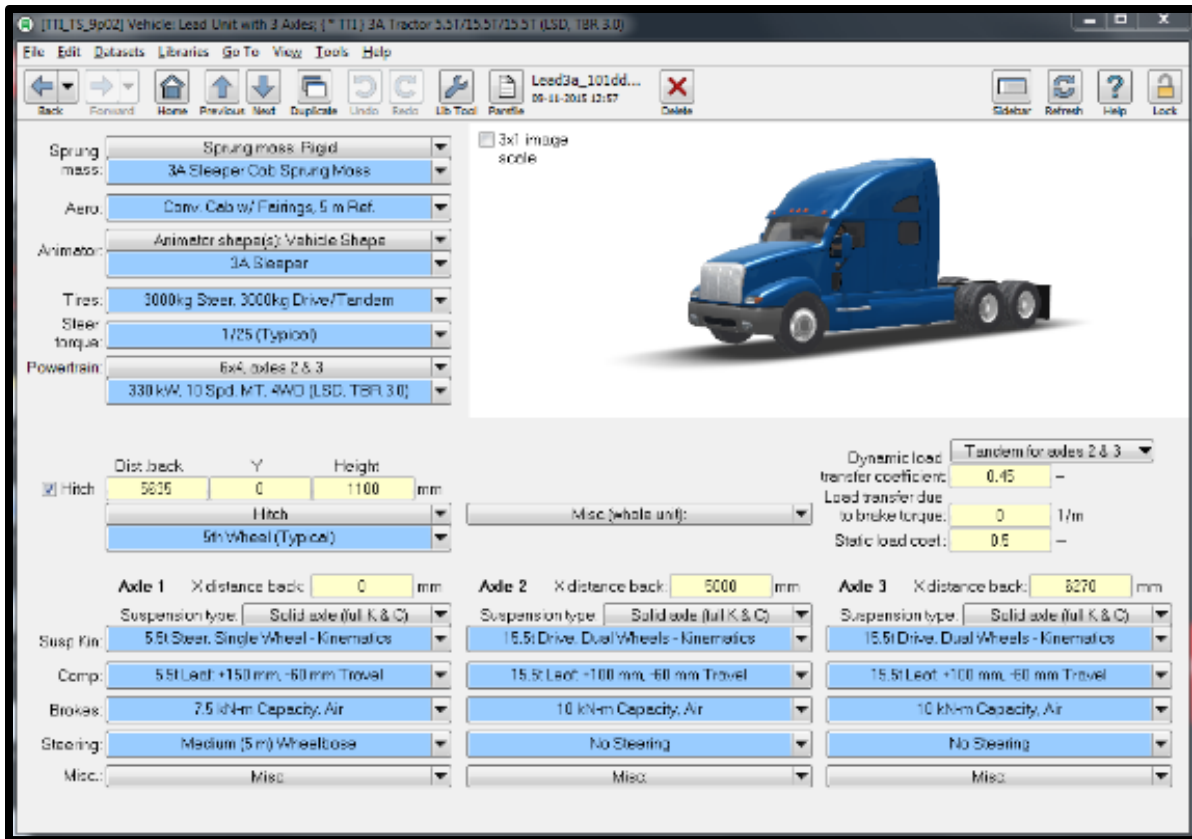 [TTI_TS_9p02] Vehicle: Lead Unit with 3 Axles; { * TTI } 3A Tractor 5.5T/15.5T/15.5T (LSD, TBR 3.0)
File Edit Datasets Libraries Go To View Tools Help
Lead3a_101dd...
09-11-2015 12:57
Back Forward Home Previous Next Duplicate Undo Redo Lib Tool Parsfile Delete Sidebar Refresh Help Lock
Sprung mass: Sprung mass: Rigid
3A Sleeper Cab Sprung Mass
3x1 image scale
Aero: Conv. Cab w/ Fairings, 5 m Ref.
Animator: Animator shape(s): Vehicle Shape
3A Sleeper
Tires: 3000kg Steer, 3000kg Drive/Tandem
Steer torque: 1/25 (Typical)
Powertrain: 6x4, axles 2 & 3
330 kW, 10 Spd. MT, 4WD (LSD, TBR 3.0)
Dist. back Y Height
Hitch 5635 0 1100 mm
Hitch
5th Wheel (Typical)
Misc (whole unit):
Tandem for axles 2 & 3
Dynamic load transfer coefficient: 0.45 –
Load transfer due to brake torque: 0 1/m
Static load coef.: 0.5 –
Axle 1 X distance back: 0 mm Axle 2 X distance back: 5000 mm Axle 3 X distance back: 6270 mm
Suspension type: Solid axle (full K & C) Suspension type: Solid axle (full K & C) Suspension type: Solid axle (full K & C)
Susp Kin: 5.5t Steer, Single Wheel - Kinematics 15.5t Drive, Dual Wheels - Kinematics 15.5t Drive, Dual Wheels - Kinematics
Comp: 5.5t Leaf: +150 mm, -60 mm Travel 15.5t Leaf: +100 mm, -60 mm Travel 15.5t Leaf: +100 mm, -60 mm Travel
Brakes: 7.5 kN-m Capacity, Air 10 kN-m Capacity, Air 10 kN-m Capacity, Air
Steering: Medium (5 m) Wheelbase No Steering No Steering
Misc.: Misc: Misc: Misc: